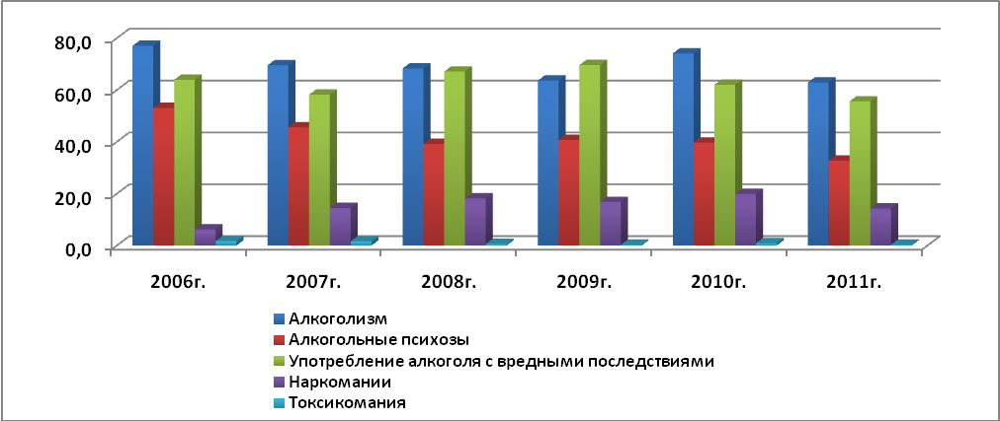 80,0
60,0
40,0
20,0
0,0
2006г. 2007г. 2008г. 2009г. 2010г. 2011г.
Алкоголизм
Алкогольные психозы
Употребление алкоголя с вредными последствиями
Наркомании
Токсикомания